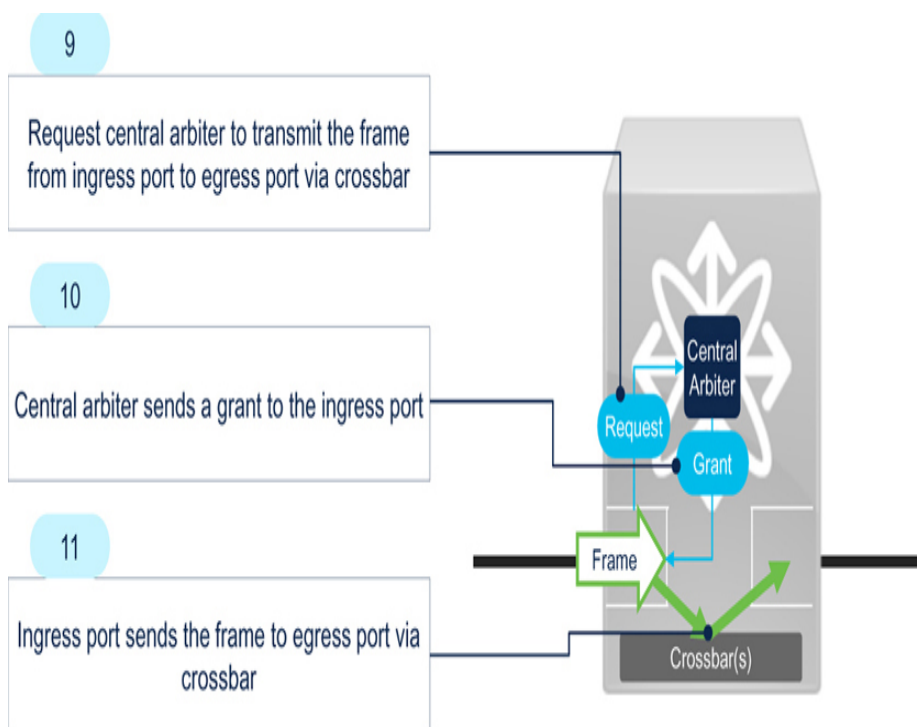 9
Request central arbiter to transmit the frame
from ingress port to egress port via crossbar
10
Central arbiter sends a grant to the ingress port
11
Ingress port sends the frame to egress port via
crossbar
Central
Arbiter
Request
Grant
Frame
Crossbar(s)